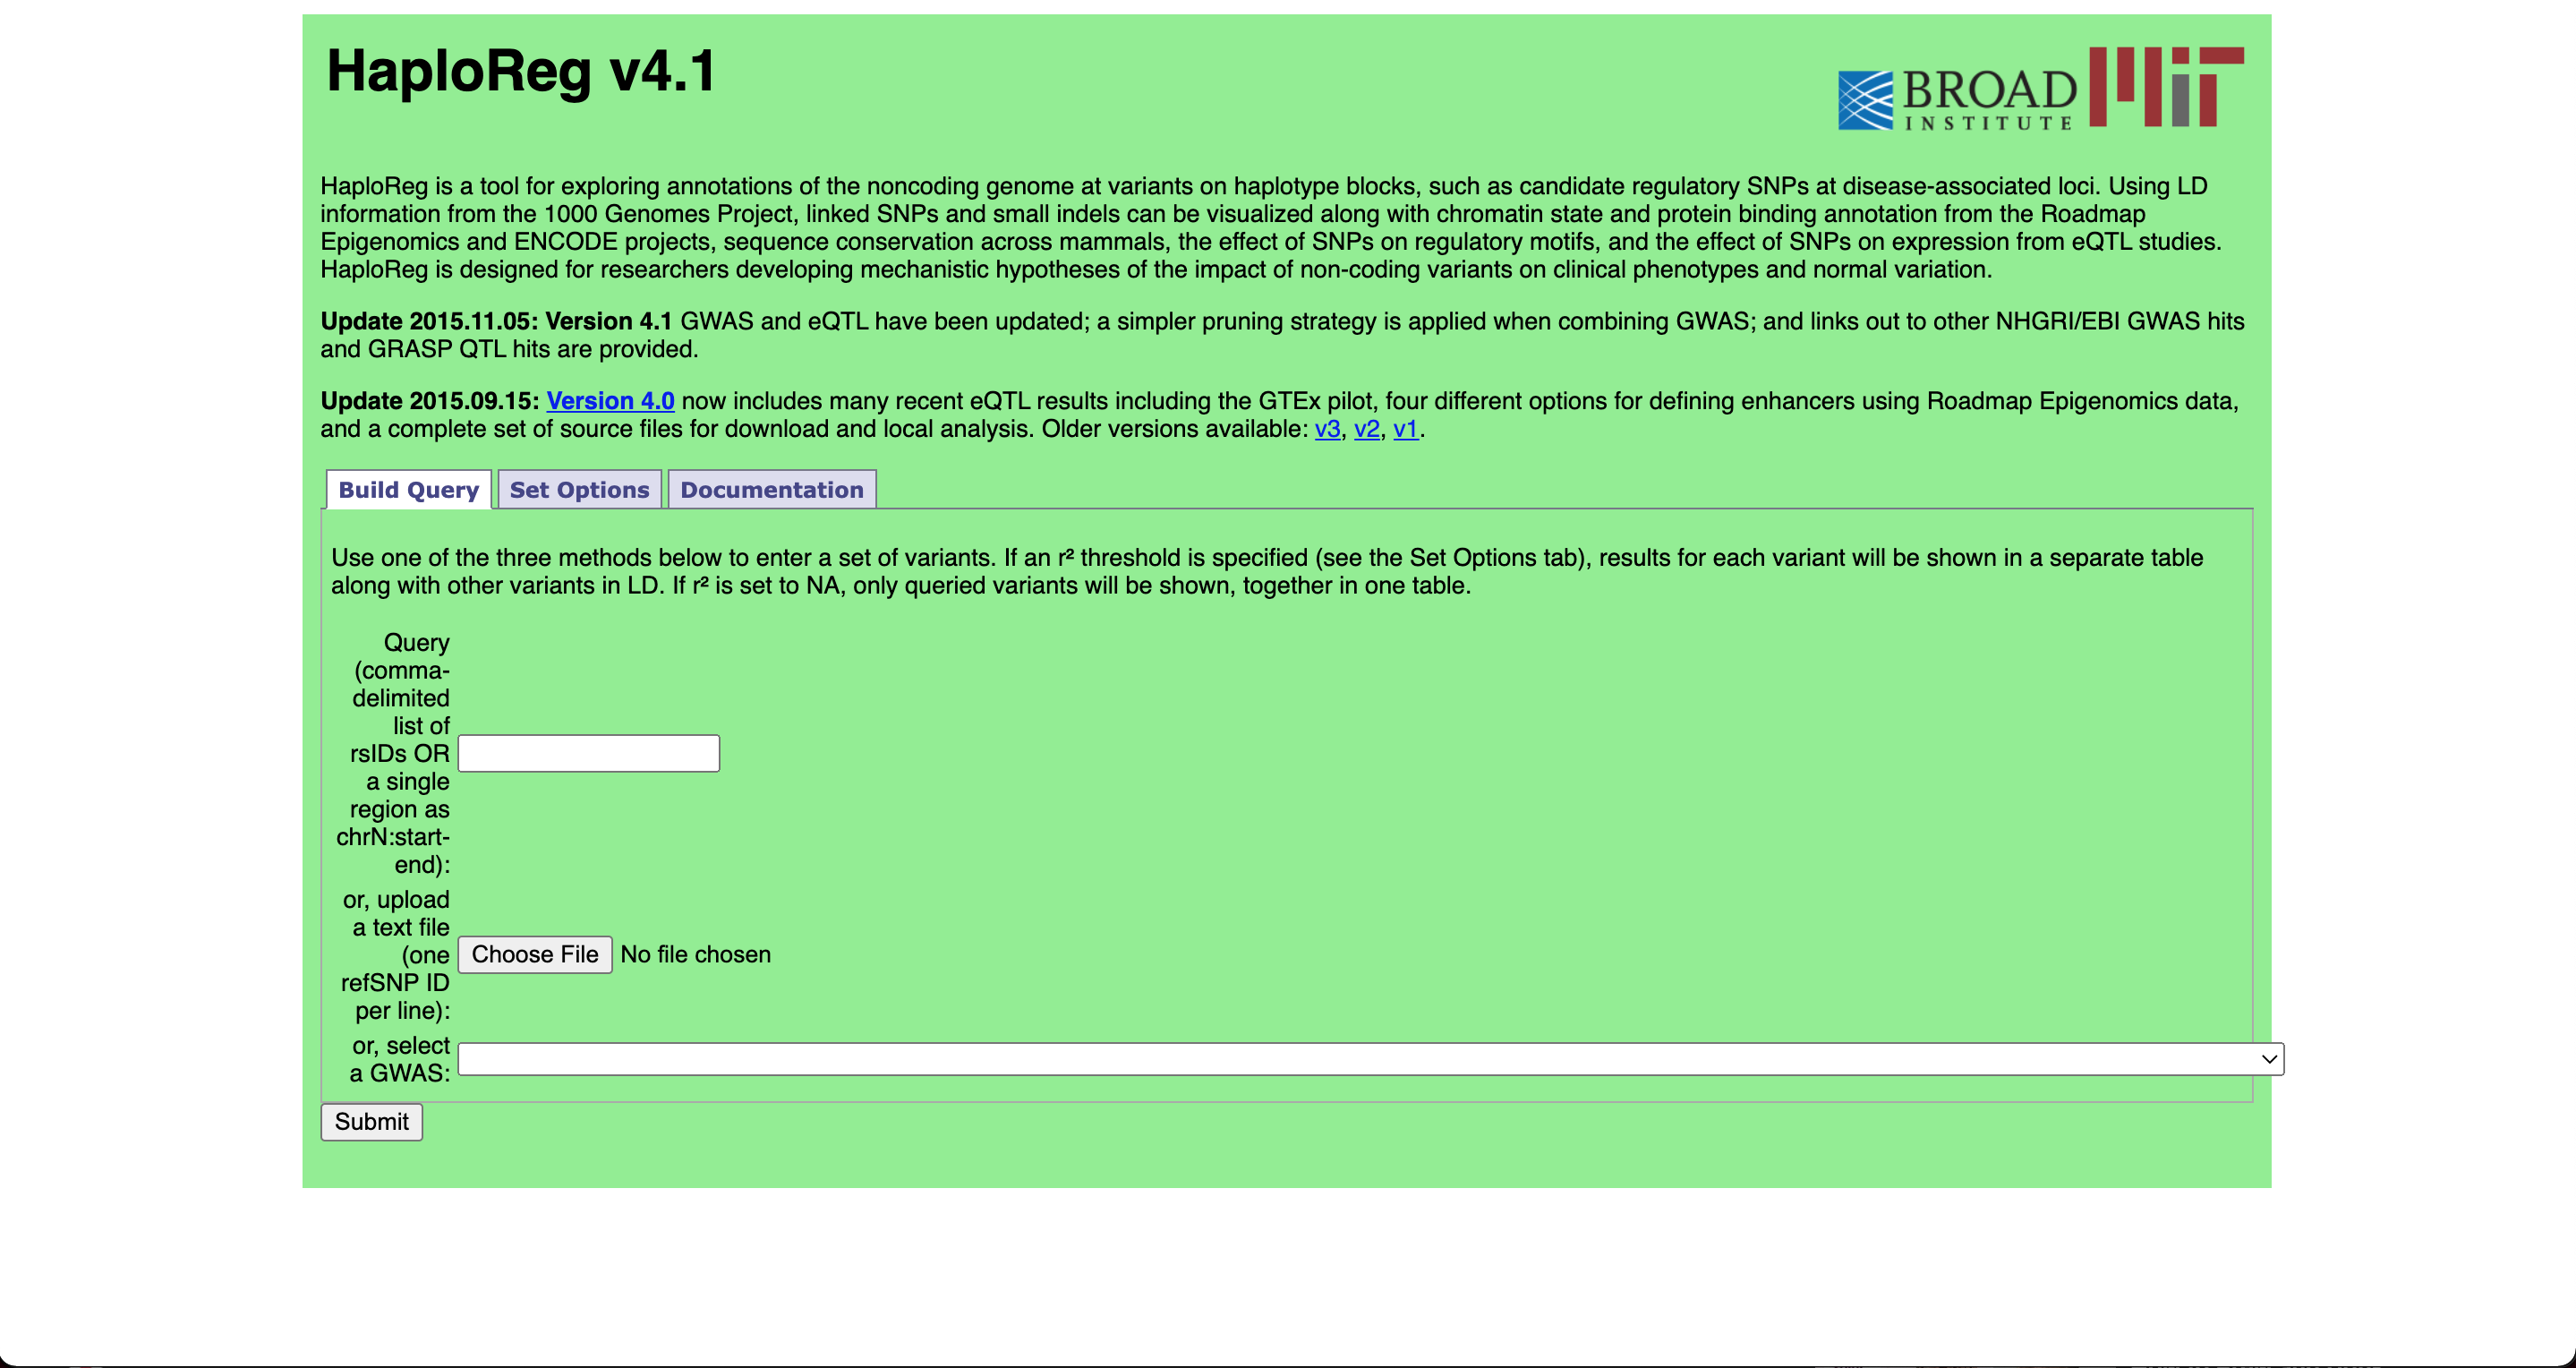 HaploReg v4.1
BROAD
INSTITUTE
MiT
HaploReg is a tool for exploring annotations of the noncoding genome at variants on haplotype blocks, such as candidate regulatory SNPs at disease-associated loci. Using LD
information from the 1000 Genomes Project, linked SNPs and small indels can be visualized along with chromatin state and protein binding annotation from the Roadmap
Epigenomics and ENCODE projects, sequence conservation across mammals, the effect of SNPs on regulatory motifs, and the effect of SNPs on expression from eQTL studies.
HaploReg is designed for researchers developing mechanistic hypotheses of the impact of non-coding variants on clinical phenotypes and normal variation.
Update 2015.11.05: Version 4.1 GWAS and eQTL have been updated; a simpler pruning strategy is applied when combining GWAS; and links out to other NHGRI/EBI GWAS hits
and GRASP QTL hits are provided.
Update 2015.09.15: Version 4.0 now includes many recent eQTL results including the GTEx pilot, four different options for defining enhancers using Roadmap Epigenomics data,
and a complete set of source files for download and local analysis. Older versions available: v3, v2, v1.
Build Query Set Options Documentation
Use one of the three methods below to enter a set of variants. If an r² threshold is specified (see the Set Options tab), results for each variant will be shown in a separate table
along with other variants in LD. If r² is set to NA, only queried variants will be shown, together in one table.
Query
(comma-
delimited
list of
rsIDs OR
a single
region as
chrN:start-
end):
or, upload
a text file
(one
refSNP ID
per line):
Choose File No file chosen
or, select
a GWAS:
Submit